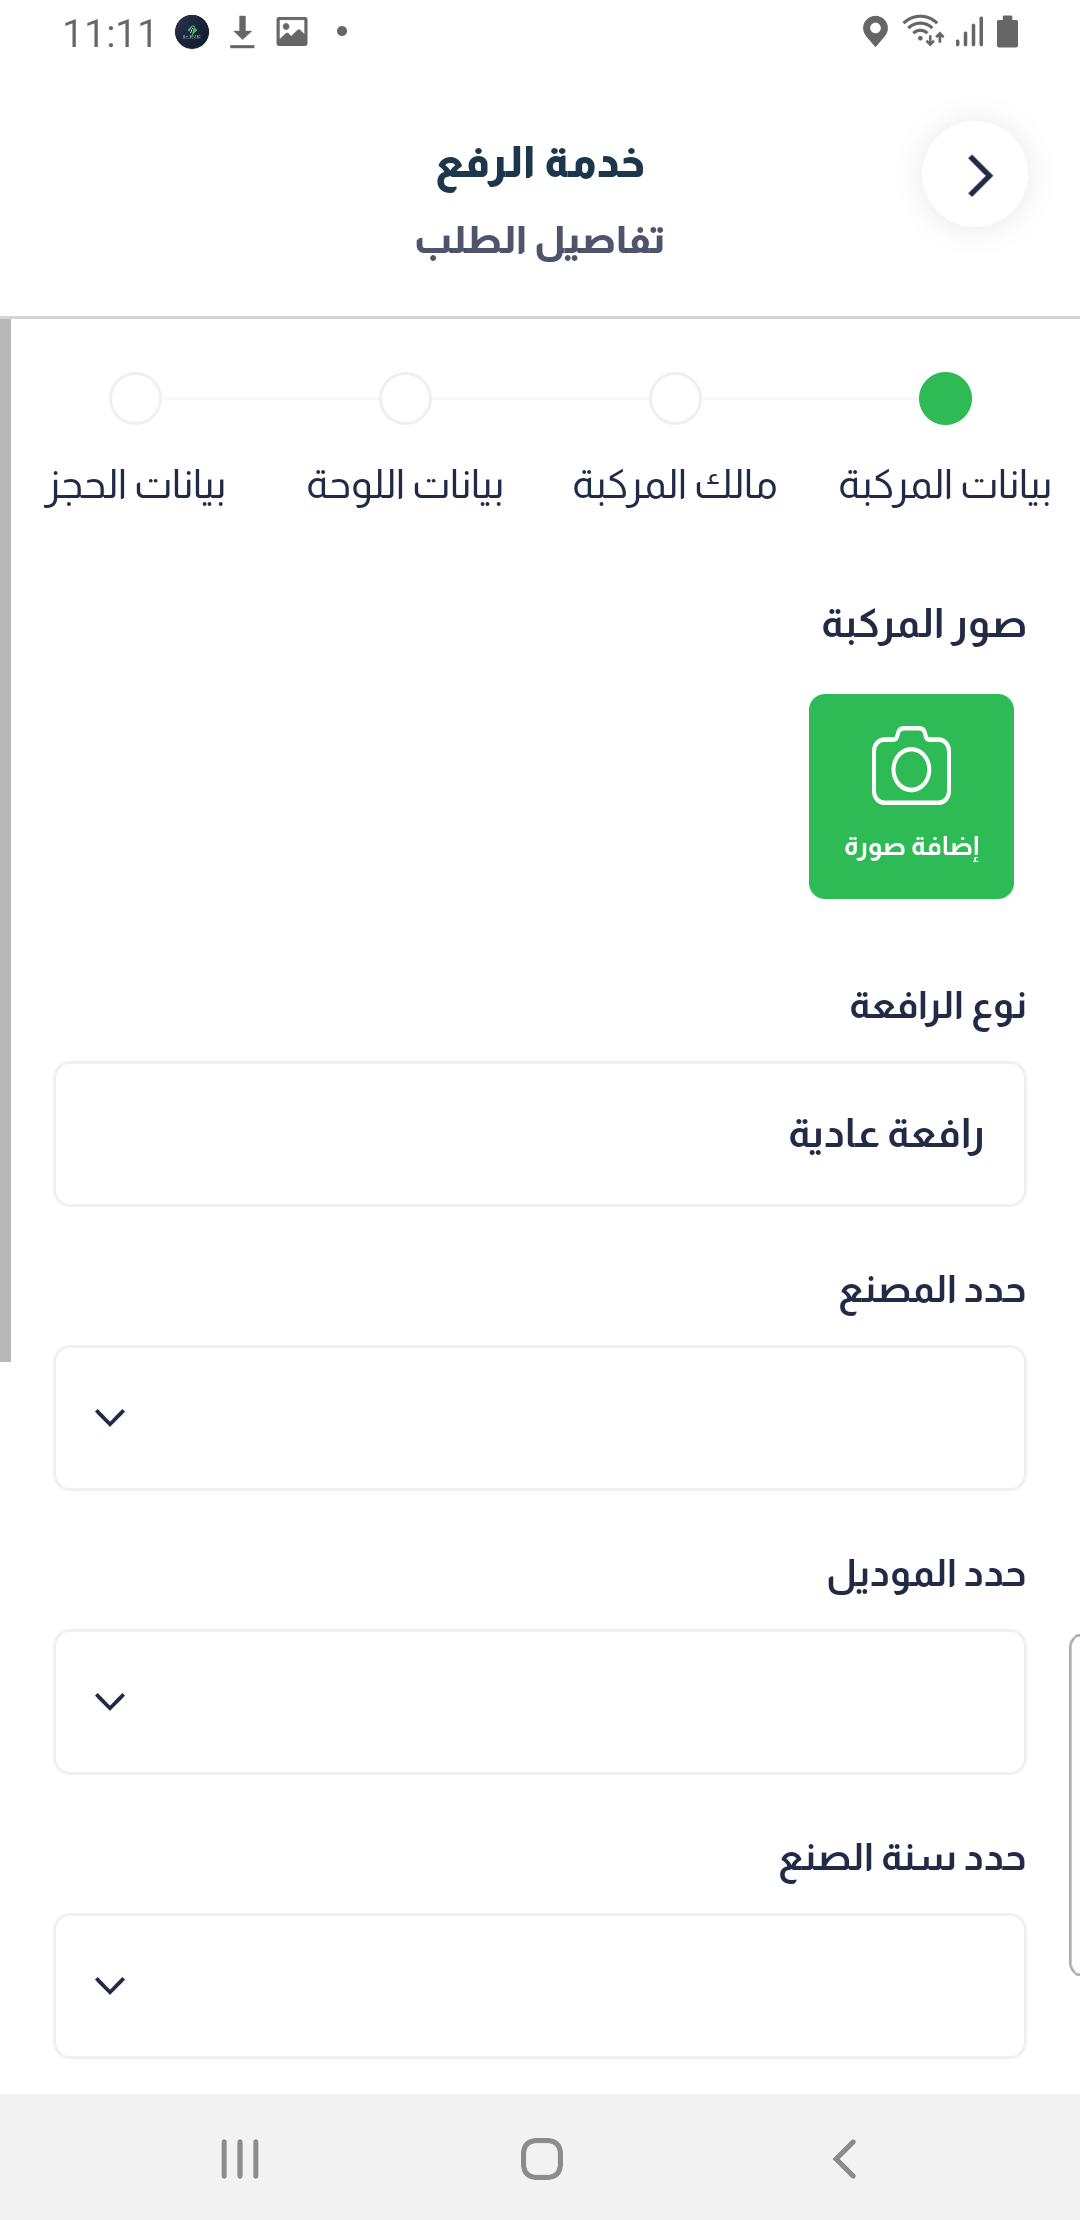 11:11
خدمة الرفع
تفاصيل الطلب
بيانات المركبة مالك المركبة بيانات اللوحة بيانات الحجز
صور المركبة
إضافة صورة
نوع الرافعة
رافعة عادية
حدد المصنع
حدد الموديل
حدد سنة الصنع